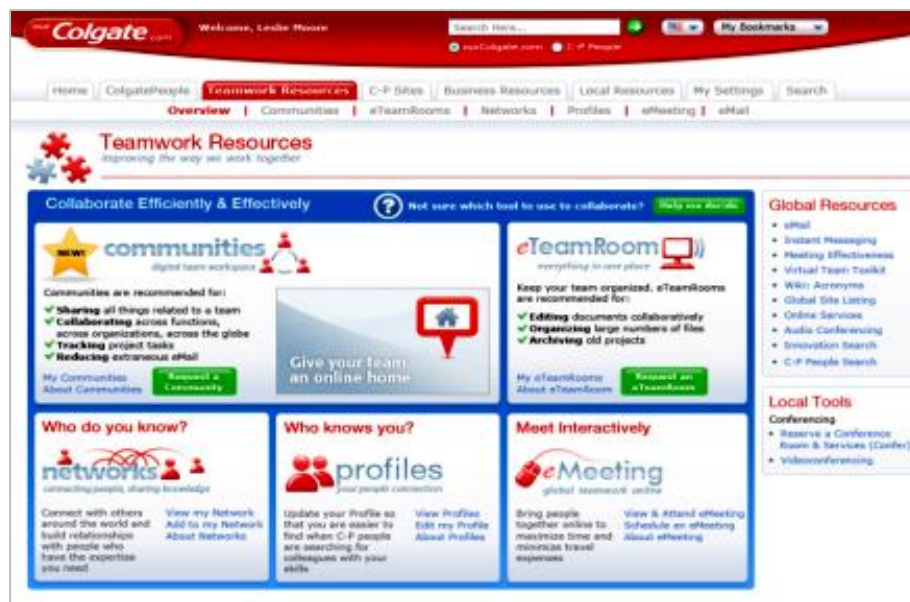 our Colgate.com
Welcome, Leslie Moore
Search Here...
My Bookmarks
ourColgate.com C-P People
Home ColgatePeople Teamwork Resources C-P Sites Business Resources Local Resources My Settings Search
Overview | Communities | eTeamRooms | Networks | Profiles | eMeeting | eMail
Teamwork Resources
Improving the way we work together
Collaborate Efficiently & Effectively
? Not sure which tool to use to collaborate? Help me decide
NEW!
communities
digital team workspace
Communities are recommended for:
Sharing all things related to a team
Collaborating across functions,
across organizations, across the globe
Tracking project tasks
Reducing extraneous eMail
My Communities
About Communities
Request a
Community
Give your team
an online home
eTeamRoom
everything in one place
Keep your team organized. eTeamRooms
are recommended for:
Editing documents collaboratively
Organizing large numbers of files
Archiving old projects
My eTeamRooms
About eTeamRoom
Request an
eTeamRoom
Who do you know?
networks
connecting people, sharing knowledge
Connect with others
around the world and
build relationships
with people who
have the expertise
you need
View my Network
Add to my Network
About Networks
Who knows you?
profiles
your people connection
Update your Profile so
that you are easier to
find when C-P people
are searching for
colleagues with your
skills
View Profiles
Edit my Profile
About Profiles
Meet Interactively
eMeeting
global teamwork online
Bring people
together online to
maximize time and
minimize travel
expenses
View & Attend eMeeting
Schedule an eMeeting
About eMeeting
Global Resources
eMail
Instant Messaging
Meeting Effectiveness
Virtual Team Toolkit
Wiki: Acronyms
Global Site Listing
Online Services
Audio Conferencing
Innovation Search
C-P People Search
Local Tools
Conferencing
Reserve a Conference
Room & Services (Confer)
Videoconferencing